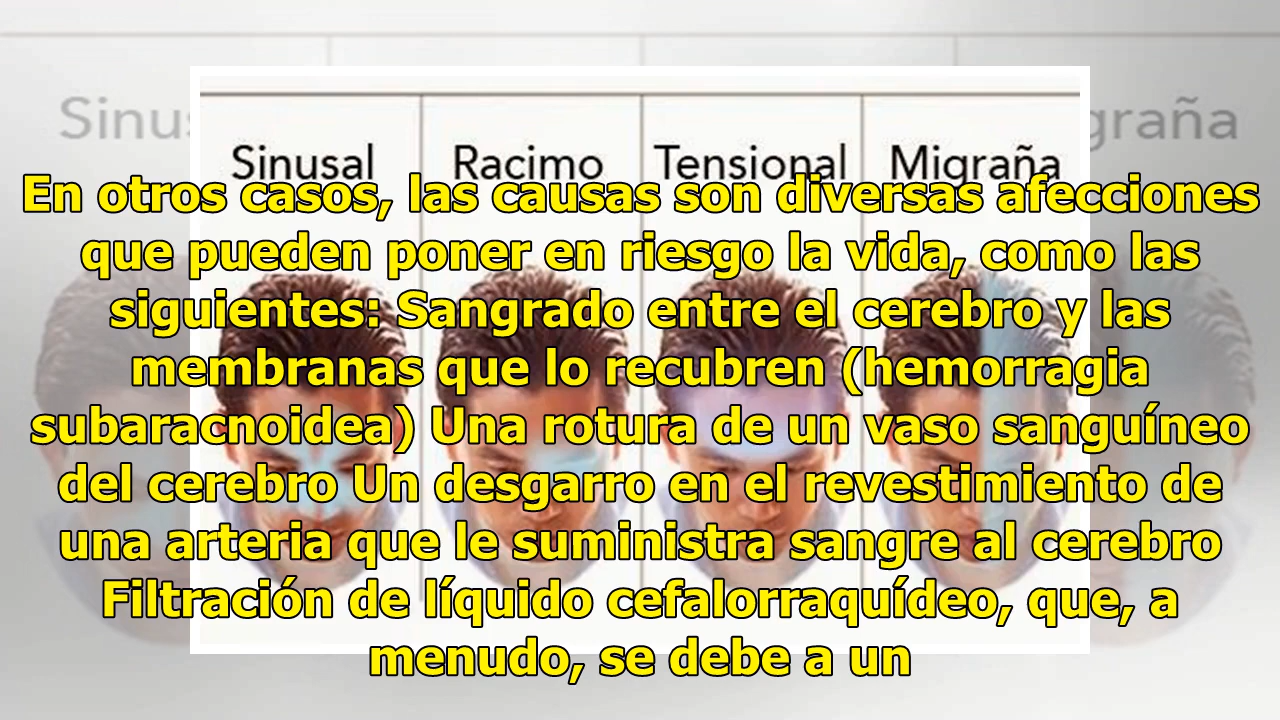 Sinus
graña
Sinusal
Racimo
Tensional
Migraña
En otros casos, las causas son diversas afecciones
que pueden poner en riesgo la vida, como las
siguientes: Sangrado entre el cerebro y las
membranas que lo recubren (hemorragia
subaracnoidea) Una rotura de un vaso sanguíneo
del cerebro Un desgarro en el revestimiento de
una arteria que le suministra sangre al cerebro
Filtración de líquido cefalorraquídeo, que, a
menudo, se debe a un